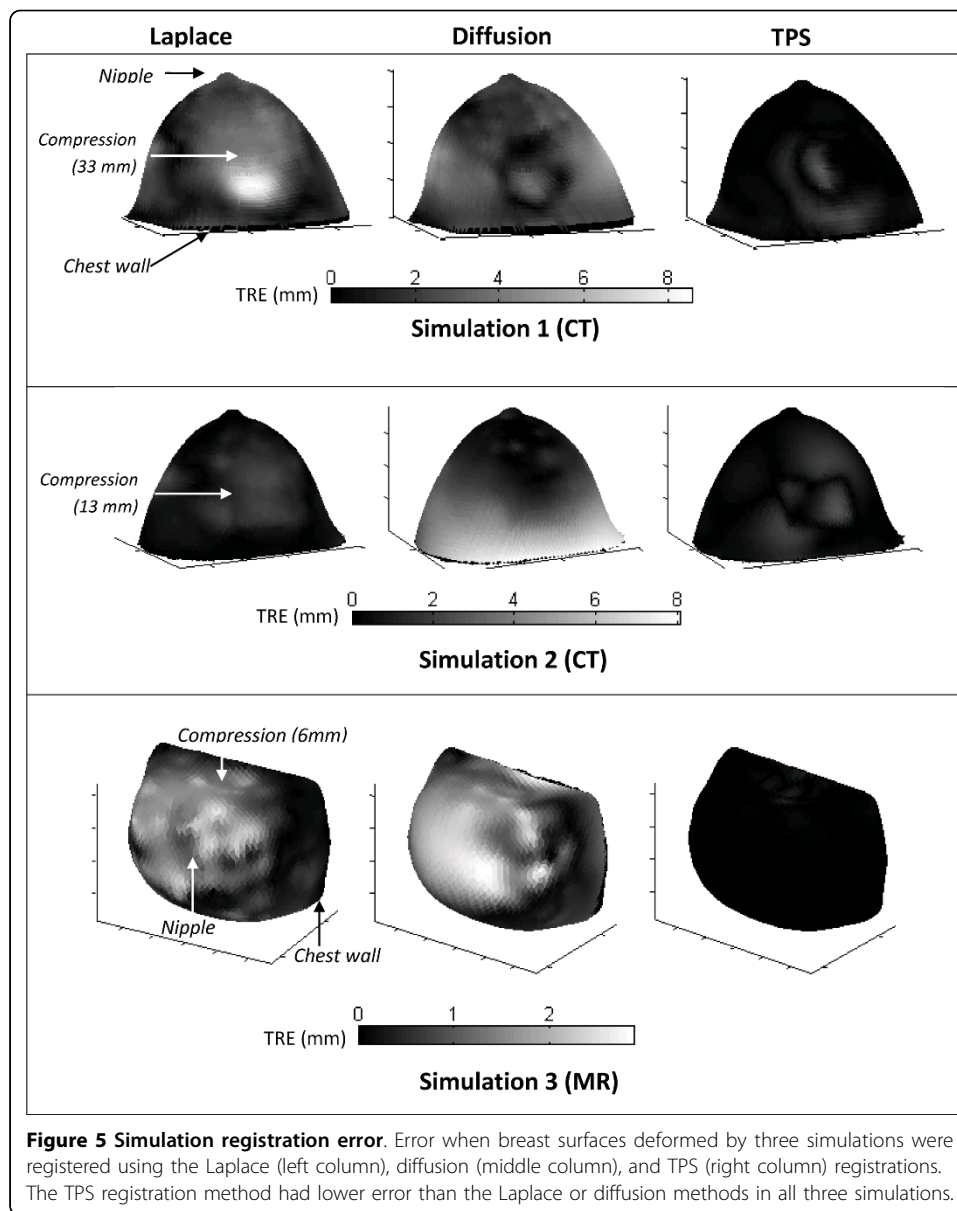 Laplace Diffusion TPS
Nipple
Compression
(33 mm)
Chest wall
0 2 4 6 8
TRE (mm)
Simulation 1 (CT)
Compression
(13 mm)
0 2 4 6 8
TRE (mm)
Simulation 2 (CT)
Compression (6mm)
Nipple
Chest wall
0 1 2
TRE (mm)
Simulation 3 (MR)
Figure 5 Simulation registration error. Error when breast surfaces deformed by three simulations were
registered using the Laplace (left column), diffusion (middle column), and TPS (right column) registrations.
The TPS registration method had lower error than the Laplace or diffusion methods in all three simulations.